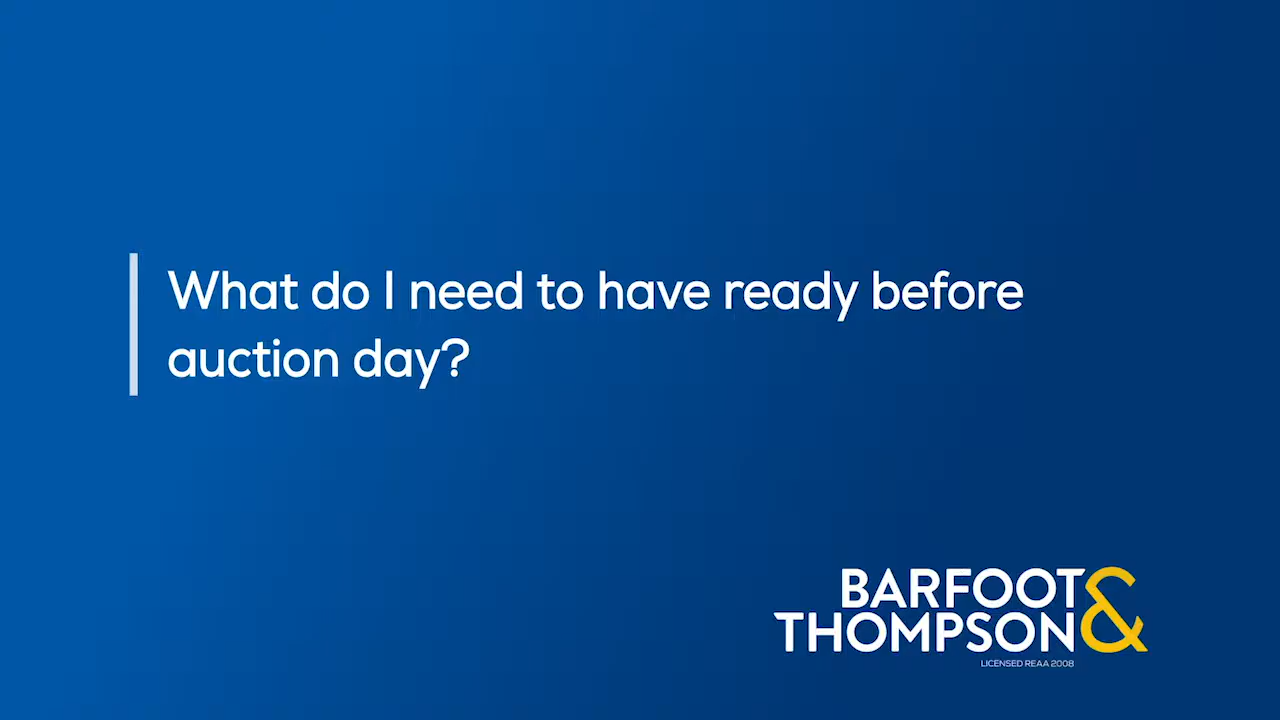 What do I need to have ready before
auction day?
BARFOOT &
THOMPSON
LICENSED REAA 2008